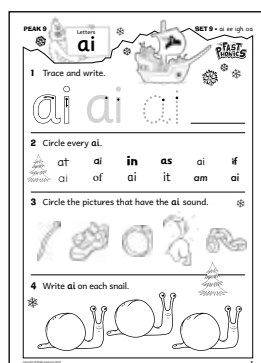 PEAK 9
Letters
ai
SET 9 • ai ee igh oa
FAST PHONICS
1 Trace and write.
ai ai ai
2 Circle every ai.
at ai in as ai if
ai of ai it am ai
3 Circle the pictures that have the ai sound.
4 Write ai on each snail.